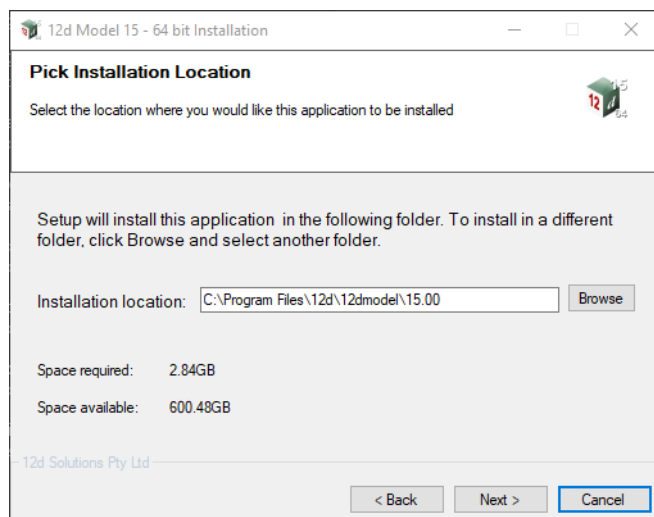 12d Model 15 - 64 bit Installation
Pick Installation Location
Select the location where you would like this application to be installed
15
12 d
64
Setup will install this application in the following folder. To install in a different
folder, click Browse and select another folder.
Installation location: C:\Program Files\12d\12dmodel\15.00 Browse
Space required: 2.84GB
Space available: 600.48GB
12d Solutions Pty Ltd
< Back Next > Cancel